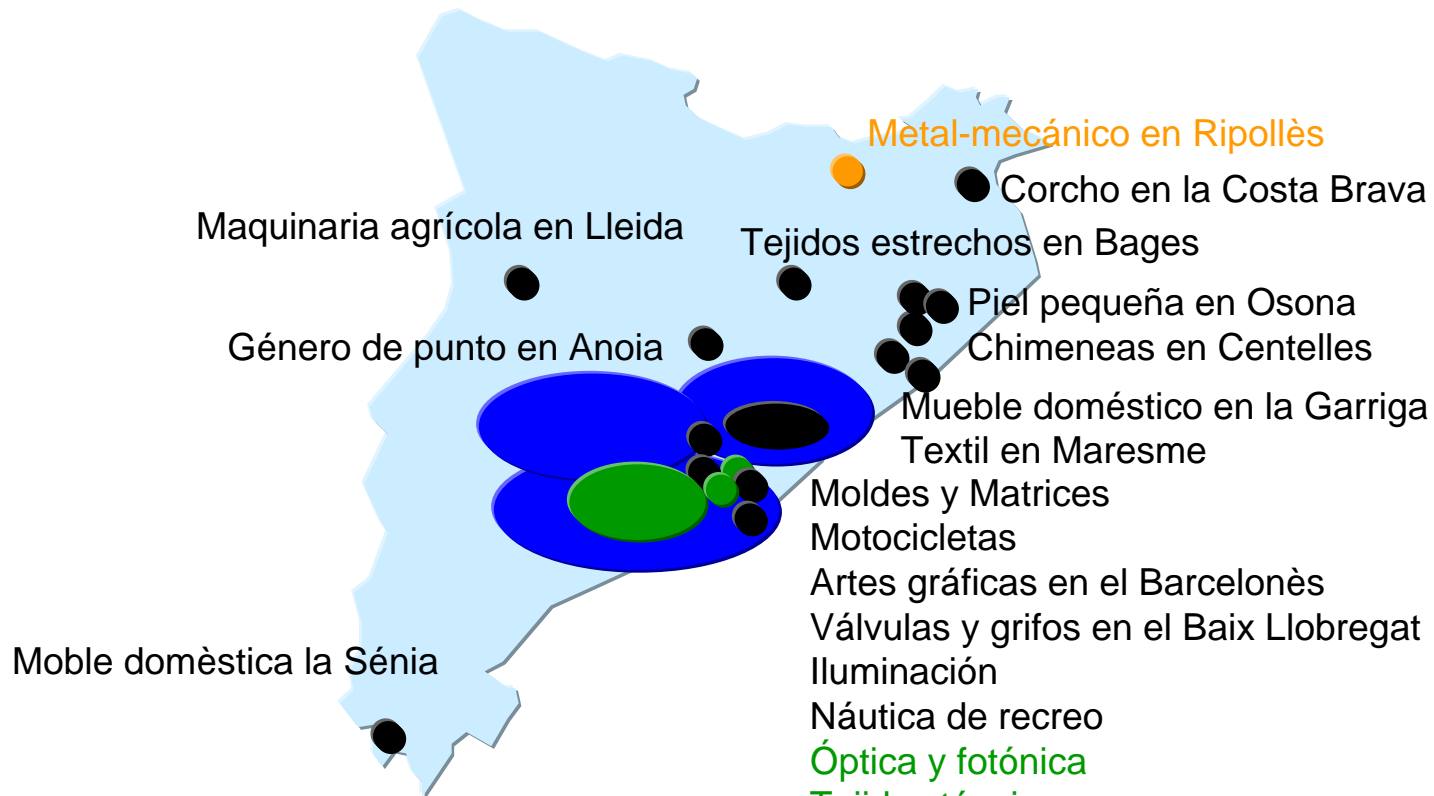 Metal-mecánico en Ripollès
Corcho en la Costa Brava
Maquinaria agrícola en Lleida
Tejidos estrechos en Bages
Piel pequeña en Osona
Género de punto en Anoia
Chimeneas en Centelles
Mueble doméstico en la Garriga
Textil en Maresme
Moldes y Matrices
Motocicletas
Artes gráficas en el Barcelonès
Válvulas y grifos en el Baix Llobregat
Moble domèstica la Sénia
Iluminación
Náutica de recreo
Óptica y fotónica